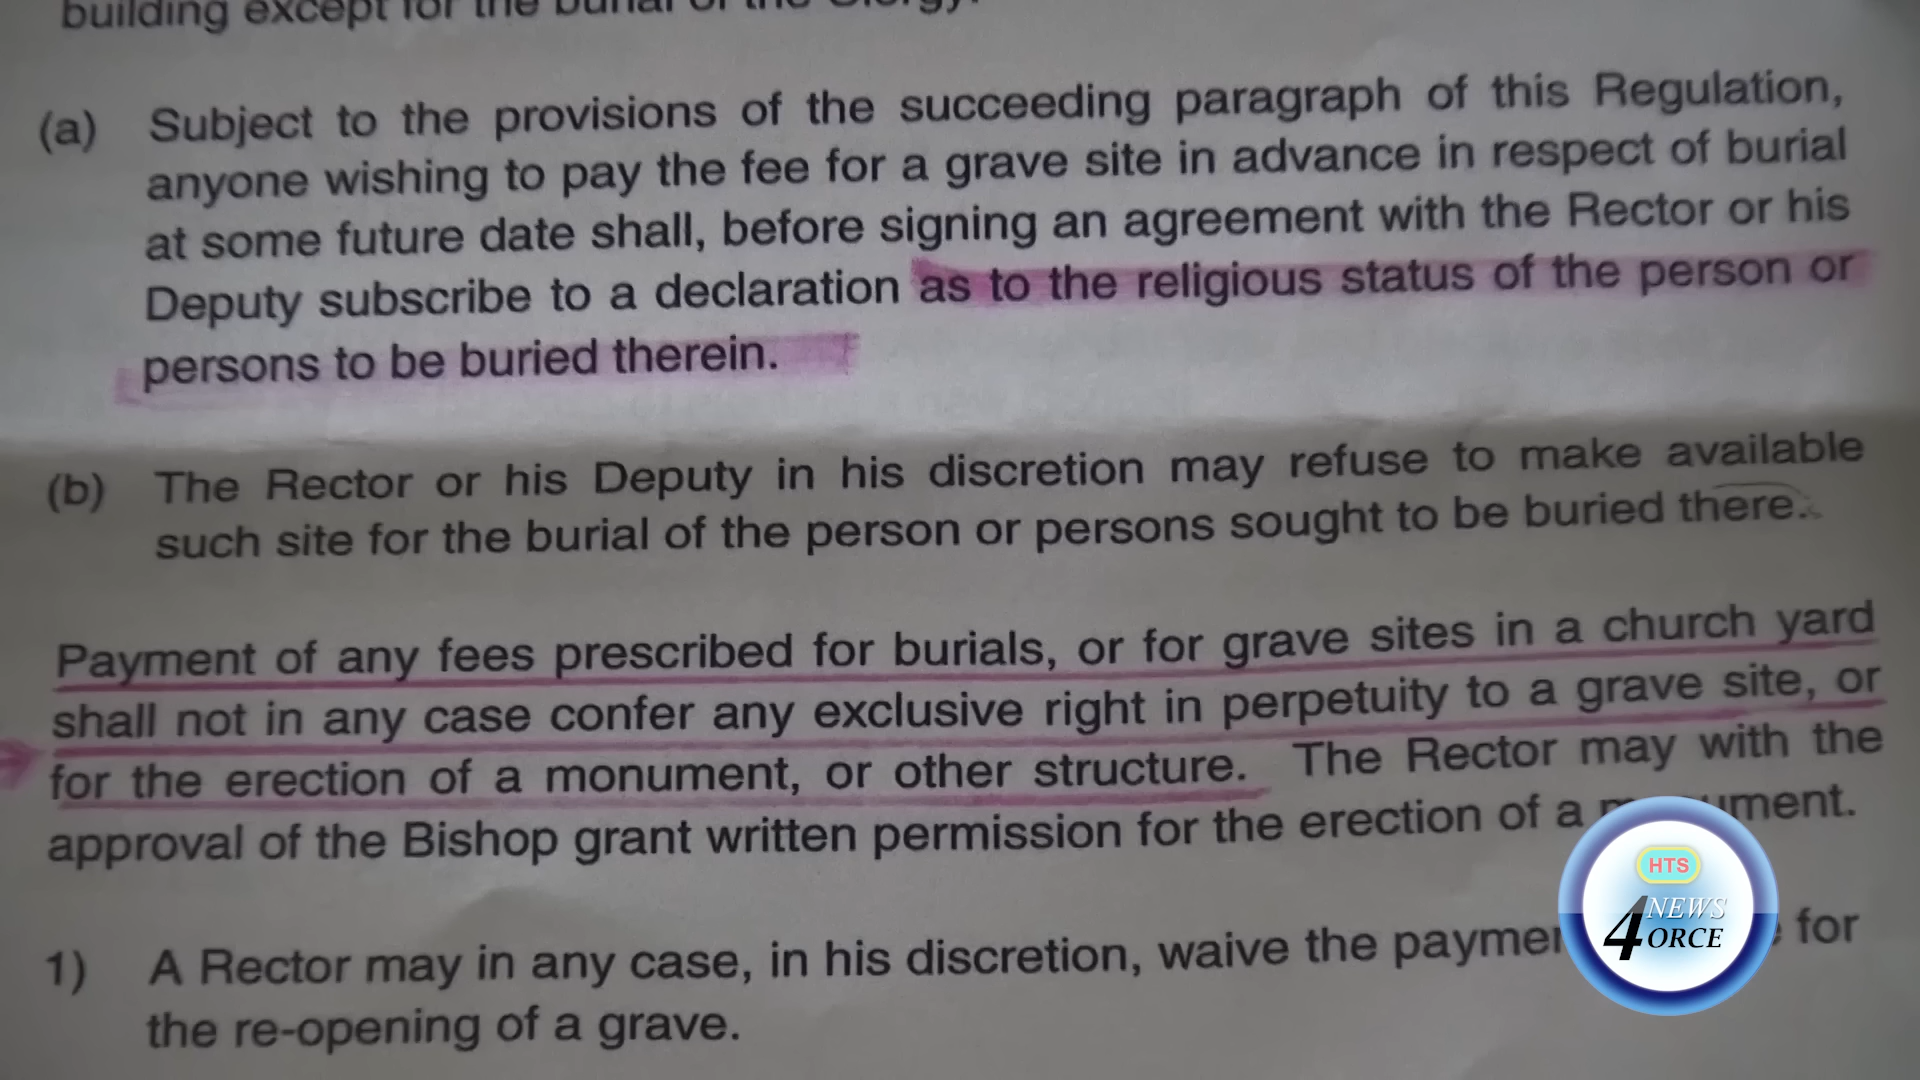 building except for the burial of the Clergy.
(a) Subject to the provisions of the succeeding paragraph of this Regulation,
anyone wishing to pay the fee for a grave site in advance in respect of burial
at some future date shall, before signing an agreement with the Rector or his
Deputy subscribe to a declaration as to the religious status of the person or
persons to be buried therein.
(b) The Rector or his Deputy in his discretion may refuse to make available
such site for the burial of the person or persons sought to be buried there.
Payment of any fees prescribed for burials, or for grave sites in a church yard
shall not in any case confer any exclusive right in perpetuity to a grave site, or
for the erection of a monument, or other structure. The Rector may with the
approval of the Bishop grant written permission for the erection of a
1) A Rector may in any case, in his discretion, waive the for
the re-opening of a grave.
HTS
NEWS
4ORCE